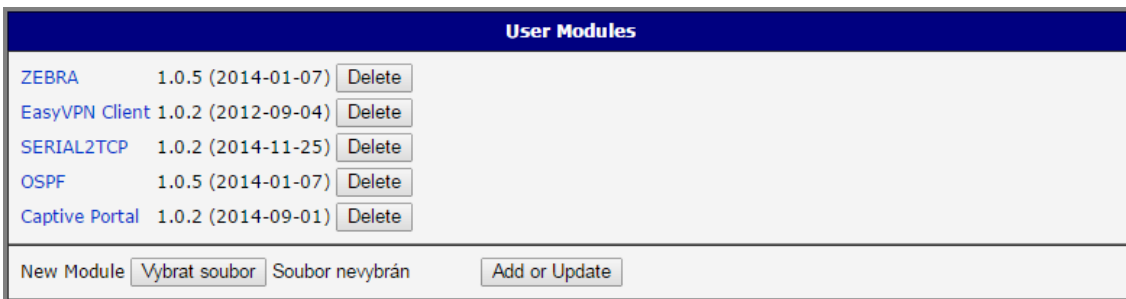 User Modules
ZEBRA 1.0.5 (2014-01-07) Delete
EasyVPN Client 1.0.2 (2012-09-04) Delete
SERIAL2TCP 1.0.2 (2014-11-25) Delete
OSPF 1.0.5 (2014-01-07) Delete
Captive Portal 1.0.2 (2014-09-01) Delete
New Module Vybrat soubor Soubor nevybrán Add or Update